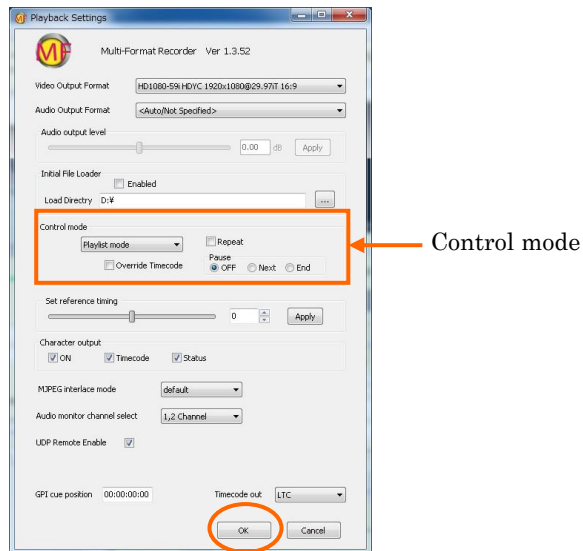 Playback Settings
MF Multi-Format Recorder Ver 1.3.52
Video Output Format HD1080-59i HDYC 1920x1080@29.97iT 16:9
Audio Output Format <Auto/Not Specified>
Audio output level
0.00 dB Apply
Initial File Loader
Enabled
Load Directry D:¥ ...
Control mode
Playlist mode Repeat
Control mode
Override Timecode
Pause
OFF Next End
Set reference timing
0 Apply
Character output
ON Timecode Status
MJPEG interlace mode default
Audio monitor channel select 1,2 Channel
UDP Remote Enable
GPI cue position 00:00:00:00 Timecode out LTC
OK Cancel